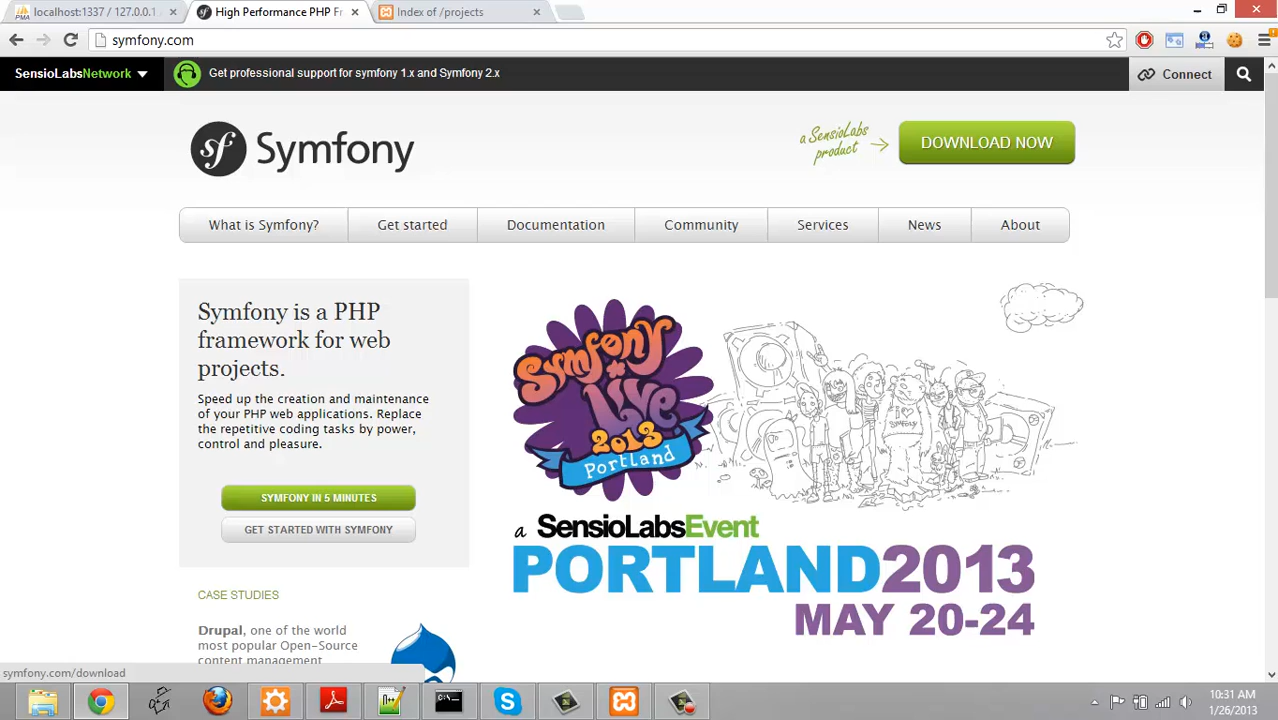 localhost:1337 / 127.0.0.1
High Performance PHP Fr
Index of /projects
symfony.com
SensioLabsNetwork
Get professional support for symfony 1.x and Symfony 2.x
Connect
sf Symfony
a SensioLabs
product
DOWNLOAD NOW
What is Symfony?
Get started
Documentation
Community
Services
News
About
Symfony is a PHP
framework for web
projects.
Speed up the creation and maintenance
of your PHP web applications. Replace
the repetitive coding tasks by power,
control and pleasure.
SYMFONY IN 5 MINUTES
GET STARTED WITH SYMFONY
Symfony
Live
2013
Portland
I ♥
SYMFONY
a SensioLabsEvent
PORTLAND2013
MAY 20-24
CASE STUDIES
Drupal, one of the world
most popular Open-Source
content management
symfony.com/download
10:31 AM
1/26/2013